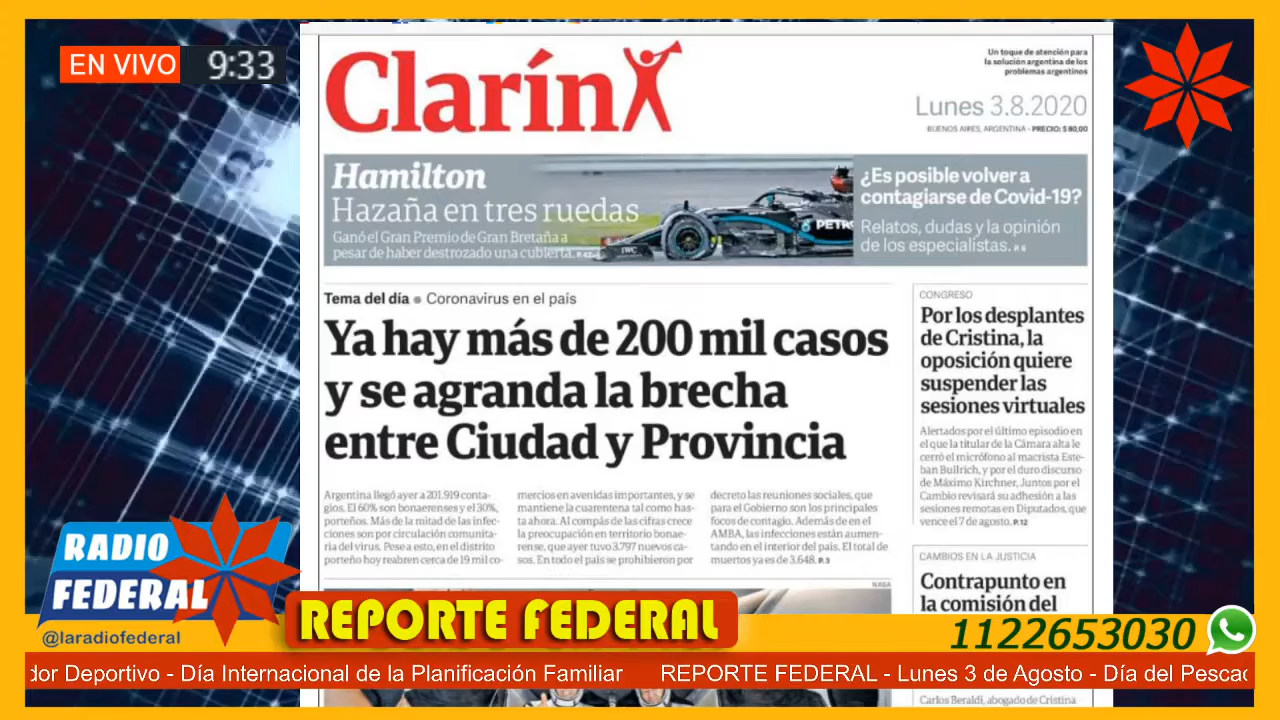 EN VIVO
9:33
Clarín
Un toque de atención para
la solución argentina de los
problemas argentinos
Lunes 3.8.2020
BUENOS AIRES, ARGENTINA - PRECIO: $ 80,00
Hamilton
Hazaña en tres ruedas
Ganó el Gran Premio de Gran Bretaña a
pesar de haber destrozado una cubierta.
IWC
PETRO
¿Es posible volver a
contagiarse de Covid-19?
Relatos, dudas y la opinión
de los especialistas.
Tema del día ● Coronavirus en el país
Ya hay más de 200 mil casos
y se agranda la brecha
entre Ciudad y Provincia
Argentina llegó ayer a 201.919 conta-
gios. El 60% son bonaerenses y el 30%,
porteños. Más de la mitad de las infec-
ciones son por circulación comunita-
ria del virus. Pese a esto, en el distrito
porteño hoy reabren cerca de 19 mil co-
mercios en avenidas importantes, y se
mantiene la cuarentena tal como has-
ta ahora. Al compás de las cifras crece
la preocupación en territorio bonae-
rense, que ayer tuvo 3.797 nuevos ca-
sos. En todo el país se prohibieron por
decreto las reuniones sociales, que
para el Gobierno son los principales
focos de contagio. Además de en el
AMBA, las infecciones están aumen-
tando en el interior del país. El total de
muertos ya es de 3.648. P.3
NASA
CONGRESO
Por los desplantes
de Cristina, la
oposición quiere
suspender las
sesiones virtuales
Alertados por el último episodio en
el que la titular de la Cámara alta le
cerró el micrófono al macrista Este-
ban Bullrich, y por el duro discurso
de Máximo Kirchner, Juntos por el
Cambio revisará su adhesión a las
sesiones remotas en Diputados, que
vence el 7 de agosto. P.12
CAMBIOS EN LA JUSTICIA
Contrapunto en
la comisión del
Carlos Beraldi, abogado de Cristina
RADIO
FEDERAL
@laradiofederal
REPORTE FEDERAL
1122653030
dor Deportivo - Día Internacional de la Planificación Familiar REPORTE FEDERAL - Lunes 3 de Agosto - Día del Pescad